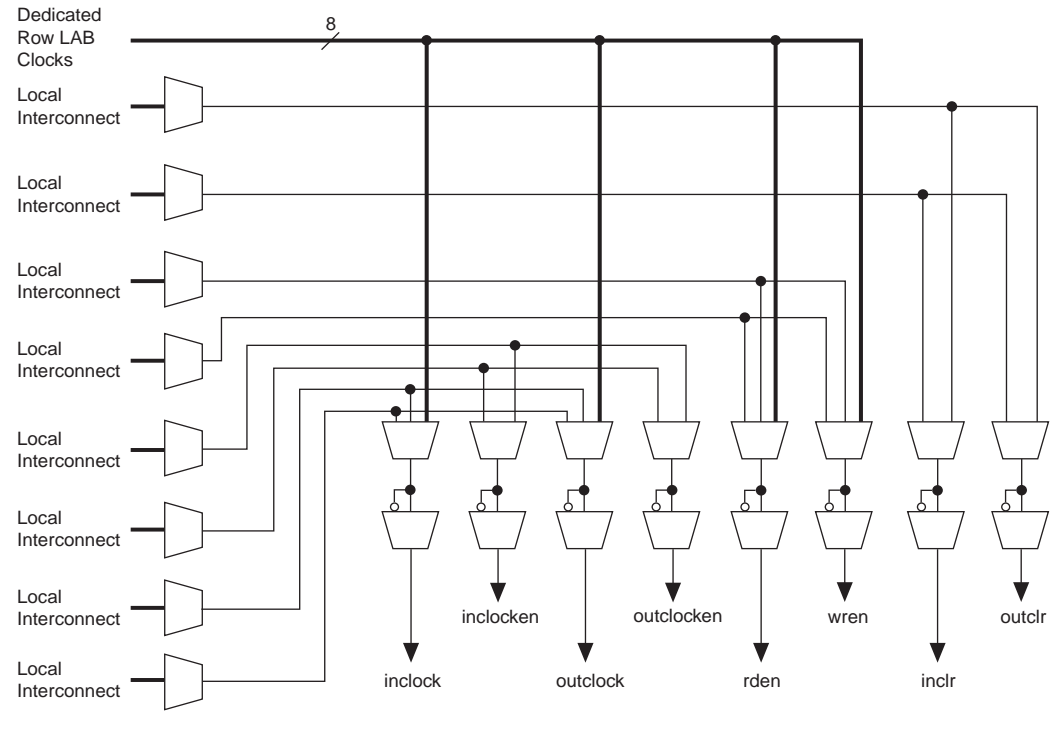 Dedicated
Row LAB
Clocks
8
Local
Interconnect
Local
Interconnect
Local
Interconnect
Local
Interconnect
Local
Interconnect
Local
Interconnect
Local
Interconnect
Local
Interconnect
inclocken
outclocken
wren
outclr
inclock
outclock
rden
inclr